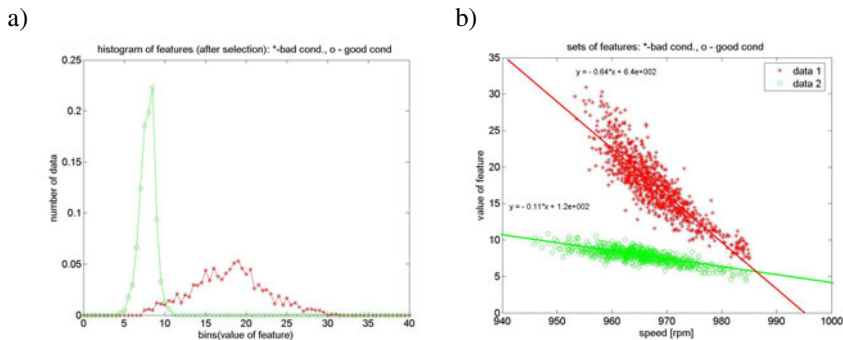 a)
histogram of features (after selection): *-bad cond., o - good cond
number of data
0.25
0.2
0.15
0.1
0.05
0
0 5 10 15 20 25 30 35 40
bins(value of feature)
b)
sets of features: *-bad cond, o - good cond
y = - 0.64*x + 6.4e+002
data 1
data 2
y = - 0.11*x + 1.2e+002
value of feature
35
30
25
20
15
10
5
0
940 950 960 970 980 990 1000
speed [rpm]